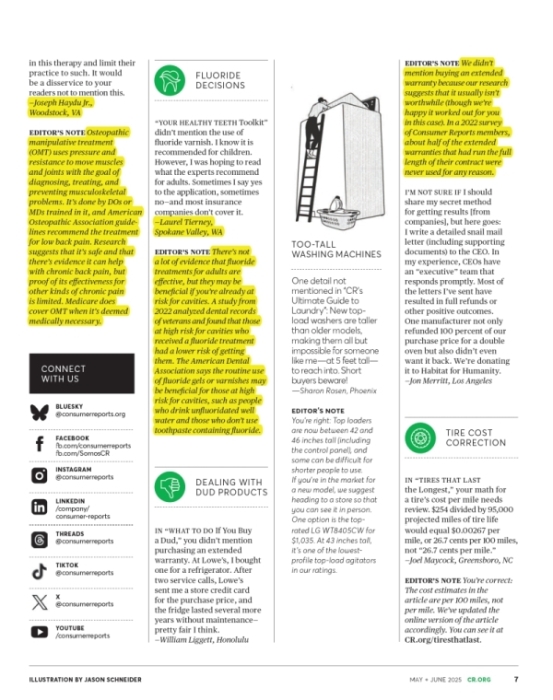 in this therapy and limit their
practice to such. It would
be a disservice to your
readers not to mention this.
–Joseph Haydu Jr.,
Woodstock, VA
EDITOR'S NOTE Osteopathic
manipulative treatment
(OMT) uses pressure and
resistance to move muscles
and joints with the goal of
diagnosing, treating, and
preventing musculoskeletal
problems. It's done by DOs or
MDs trained in it, and American
Osteopathic Association guide-
lines recommend the treatment
for low back pain. Research
suggests that it's safe and that
there's evidence it can help
with chronic back pain, but
proof of its effectiveness for
other kinds of chronic pain
is limited. Medicare does
cover OMT when it's deemed
medically necessary.
CONNECT
WITH US
BLUESKY
@consumerreports.org
FACEBOOK
fb.com/consumerreports
fb.com/SomosCR
INSTAGRAM
@consumerreports
LINKEDIN
/company/
consumer-reports
THREADS
@consumerreports
TIKTOK
@consumerreports
X
@consumerreports
YOUTUBE
/consumerreports
FLUORIDE
DECISIONS
"YOUR HEALTHY TEETH Toolkit"
didn't mention the use of
fluoride varnish. I know it is
recommended for children.
However, I was hoping to read
what the experts recommend
for adults. Sometimes I say yes
to the application, sometimes
no–and most insurance
companies don't cover it.
–Laurel Tierney,
Spokane Valley, WA
EDITOR'S NOTE There's not
a lot of evidence that fluoride
treatments for adults are
effective, but they may be
beneficial if you're already at
risk for cavities. A study from
2022 analyzed dental records
of veterans and found that those
at high risk for cavities who
received a fluoride treatment
had a lower risk of getting
them. The American Dental
Association says the routine use
of fluoride gels or varnishes may
be beneficial for those at high
risk for cavities, such as people
who drink unfluoridated well
water and those who don't use
toothpaste containing fluoride.
DEALING WITH
DUD PRODUCTS
IN "WHAT TO DO If You Buy
a Dud," you didn't mention
purchasing an extended
warranty. At Lowe's, I bought
one for a refrigerator. After
two service calls, Lowe's
sent me a store credit card
for the purchase price, and
the fridge lasted several more
years without maintenance–
pretty fair I think.
–William Liggett, Honolulu
TOO-TALL
WASHING MACHINES
One detail not
mentioned in "CR's
Ultimate Guide to
Laundry": New top-
load washers are taller
than older models,
making them all but
impossible for someone
like me—at 5 feet tall—
to reach into. Short
buyers beware!
—Sharon Rosen, Phoenix
EDITOR'S NOTE
You're right: Top loaders
are now between 42 and
46 inches tall (including
the control panel), and
some can be difficult for
shorter people to use.
If you're in the market for
a new model, we suggest
heading to a store so that
you can see it in person.
One option is the top-
rated LG WT8405CW for
$1,035. At 43 inches tall,
it's one of the lowest-
profile top-load agitators
in our ratings.
EDITOR'S NOTE We didn't
mention buying an extended
warranty because our research
suggests that it usually isn't
worthwhile (though we're
happy it worked out for you
in this case). In a 2022 survey
of Consumer Reports members,
about half of the extended
warranties that had run the full
length of their contract were
never used for any reason.
I'M NOT SURE IF I should
share my secret method
for getting results [from
companies], but here goes:
I write a detailed snail mail
letter (including supporting
documents) to the CEO. In
my experience, CEOs have
an "executive" team that
responds promptly. Most of
the letters I've sent have
resulted in full refunds or
other positive outcomes.
One manufacturer not only
refunded 100 percent of our
purchase price for a double
oven but also didn't even
want it back. We're donating
it to Habitat for Humanity.
–Jon Merritt, Los Angeles
TIRE COST
CORRECTION
IN "TIRES THAT LAST
the Longest," your math for
a tire's cost per mile needs
review. $254 divided by 95,000
projected miles of tire life
would equal $0.00267 per
mile, or 26.7 cents per 100 miles,
not "26.7 cents per mile."
–Joel Maycock, Greensboro, NC
EDITOR'S NOTE You're correct:
The cost estimates in the
article are per 100 miles, not
per mile. We've updated the
online version of the article
accordingly. You can see it at
CR.org/tiresthatlast.
ILLUSTRATION BY JASON SCHNEIDER
MAY + JUNE 2025 CR.ORG 7